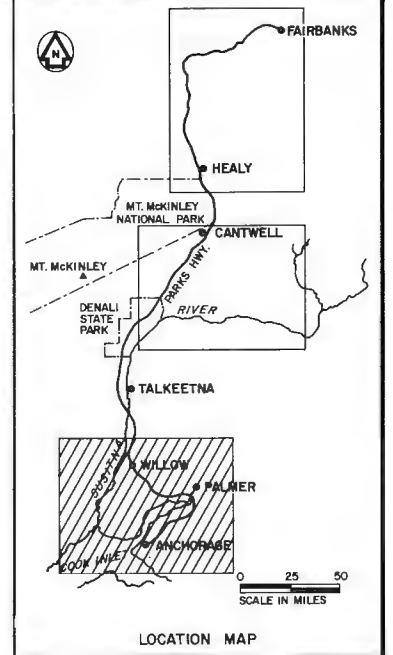 N
FAIRBANKS
HEALY
MT. McKINLEY
NATIONAL PARK
CANTWELL
MT. McKINLEY
PARKS HWY.
DENALI
STATE
PARK
RIVER
TALKEETNA
SUSITNA
WILLOW
PALMER
ANCHORAGE
COOK INLET
0 25 50
SCALE IN MILES
LOCATION MAP